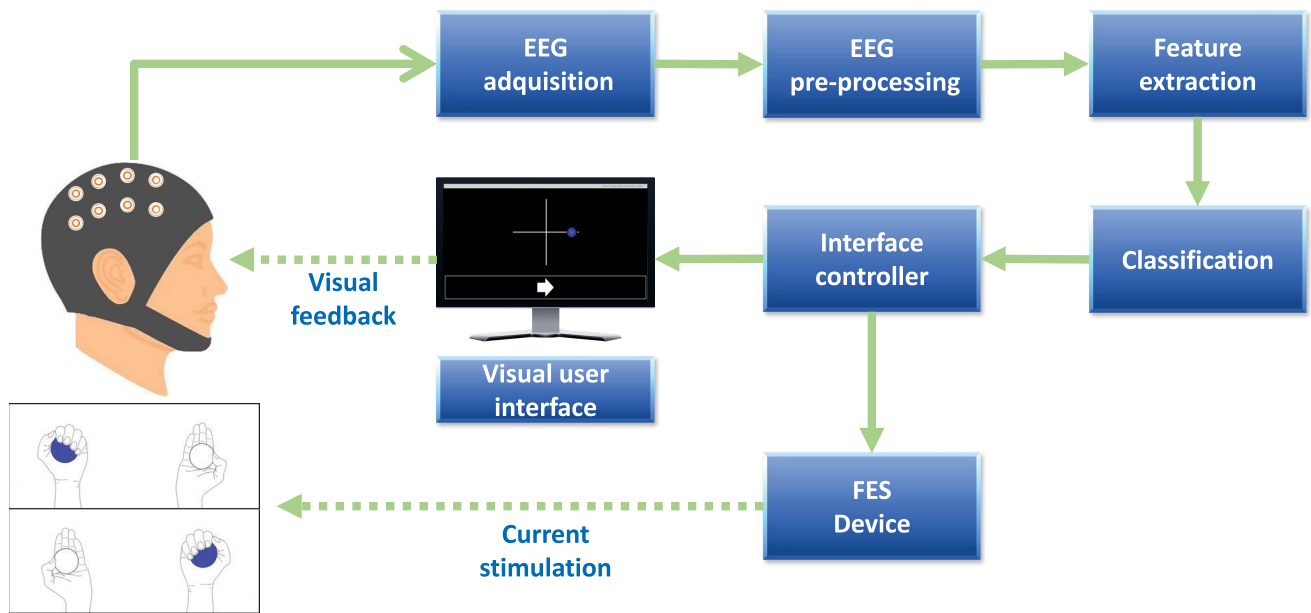 EEG
adquisition
EEG
pre-processing
Feature
extraction
Classification
Interface
controller
Visual
feedback
Visual user
interface
FES
Device
Current
stimulation